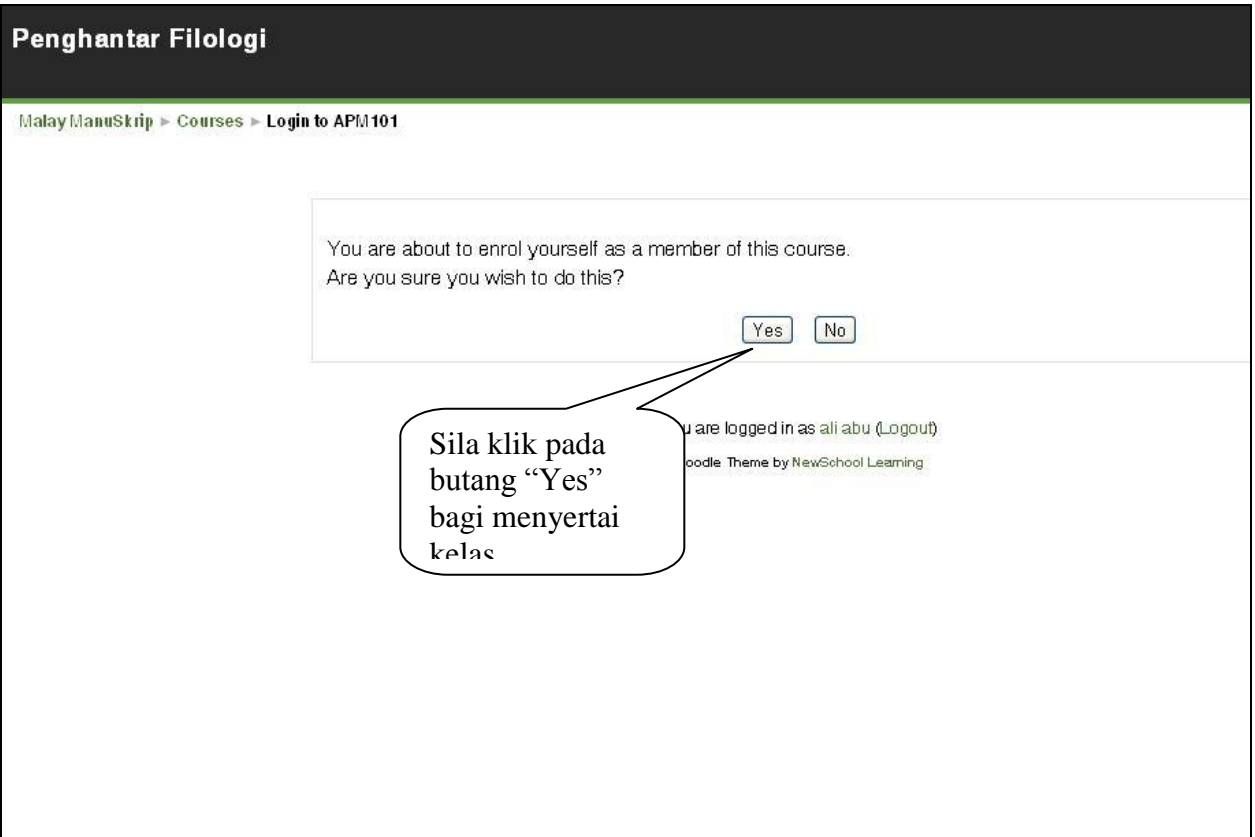 Penghantar Filologi
Malay ManuSkrip ► Courses ► Login to APM101
You are about to enrol yourself as a member of this course.
Are you sure you wish to do this?
Yes No
u are logged in as ali abu (Logout)
oodle Theme by NewSchool Learning
Sila klik pada
butang “Yes”
bagi menyertai
kelas